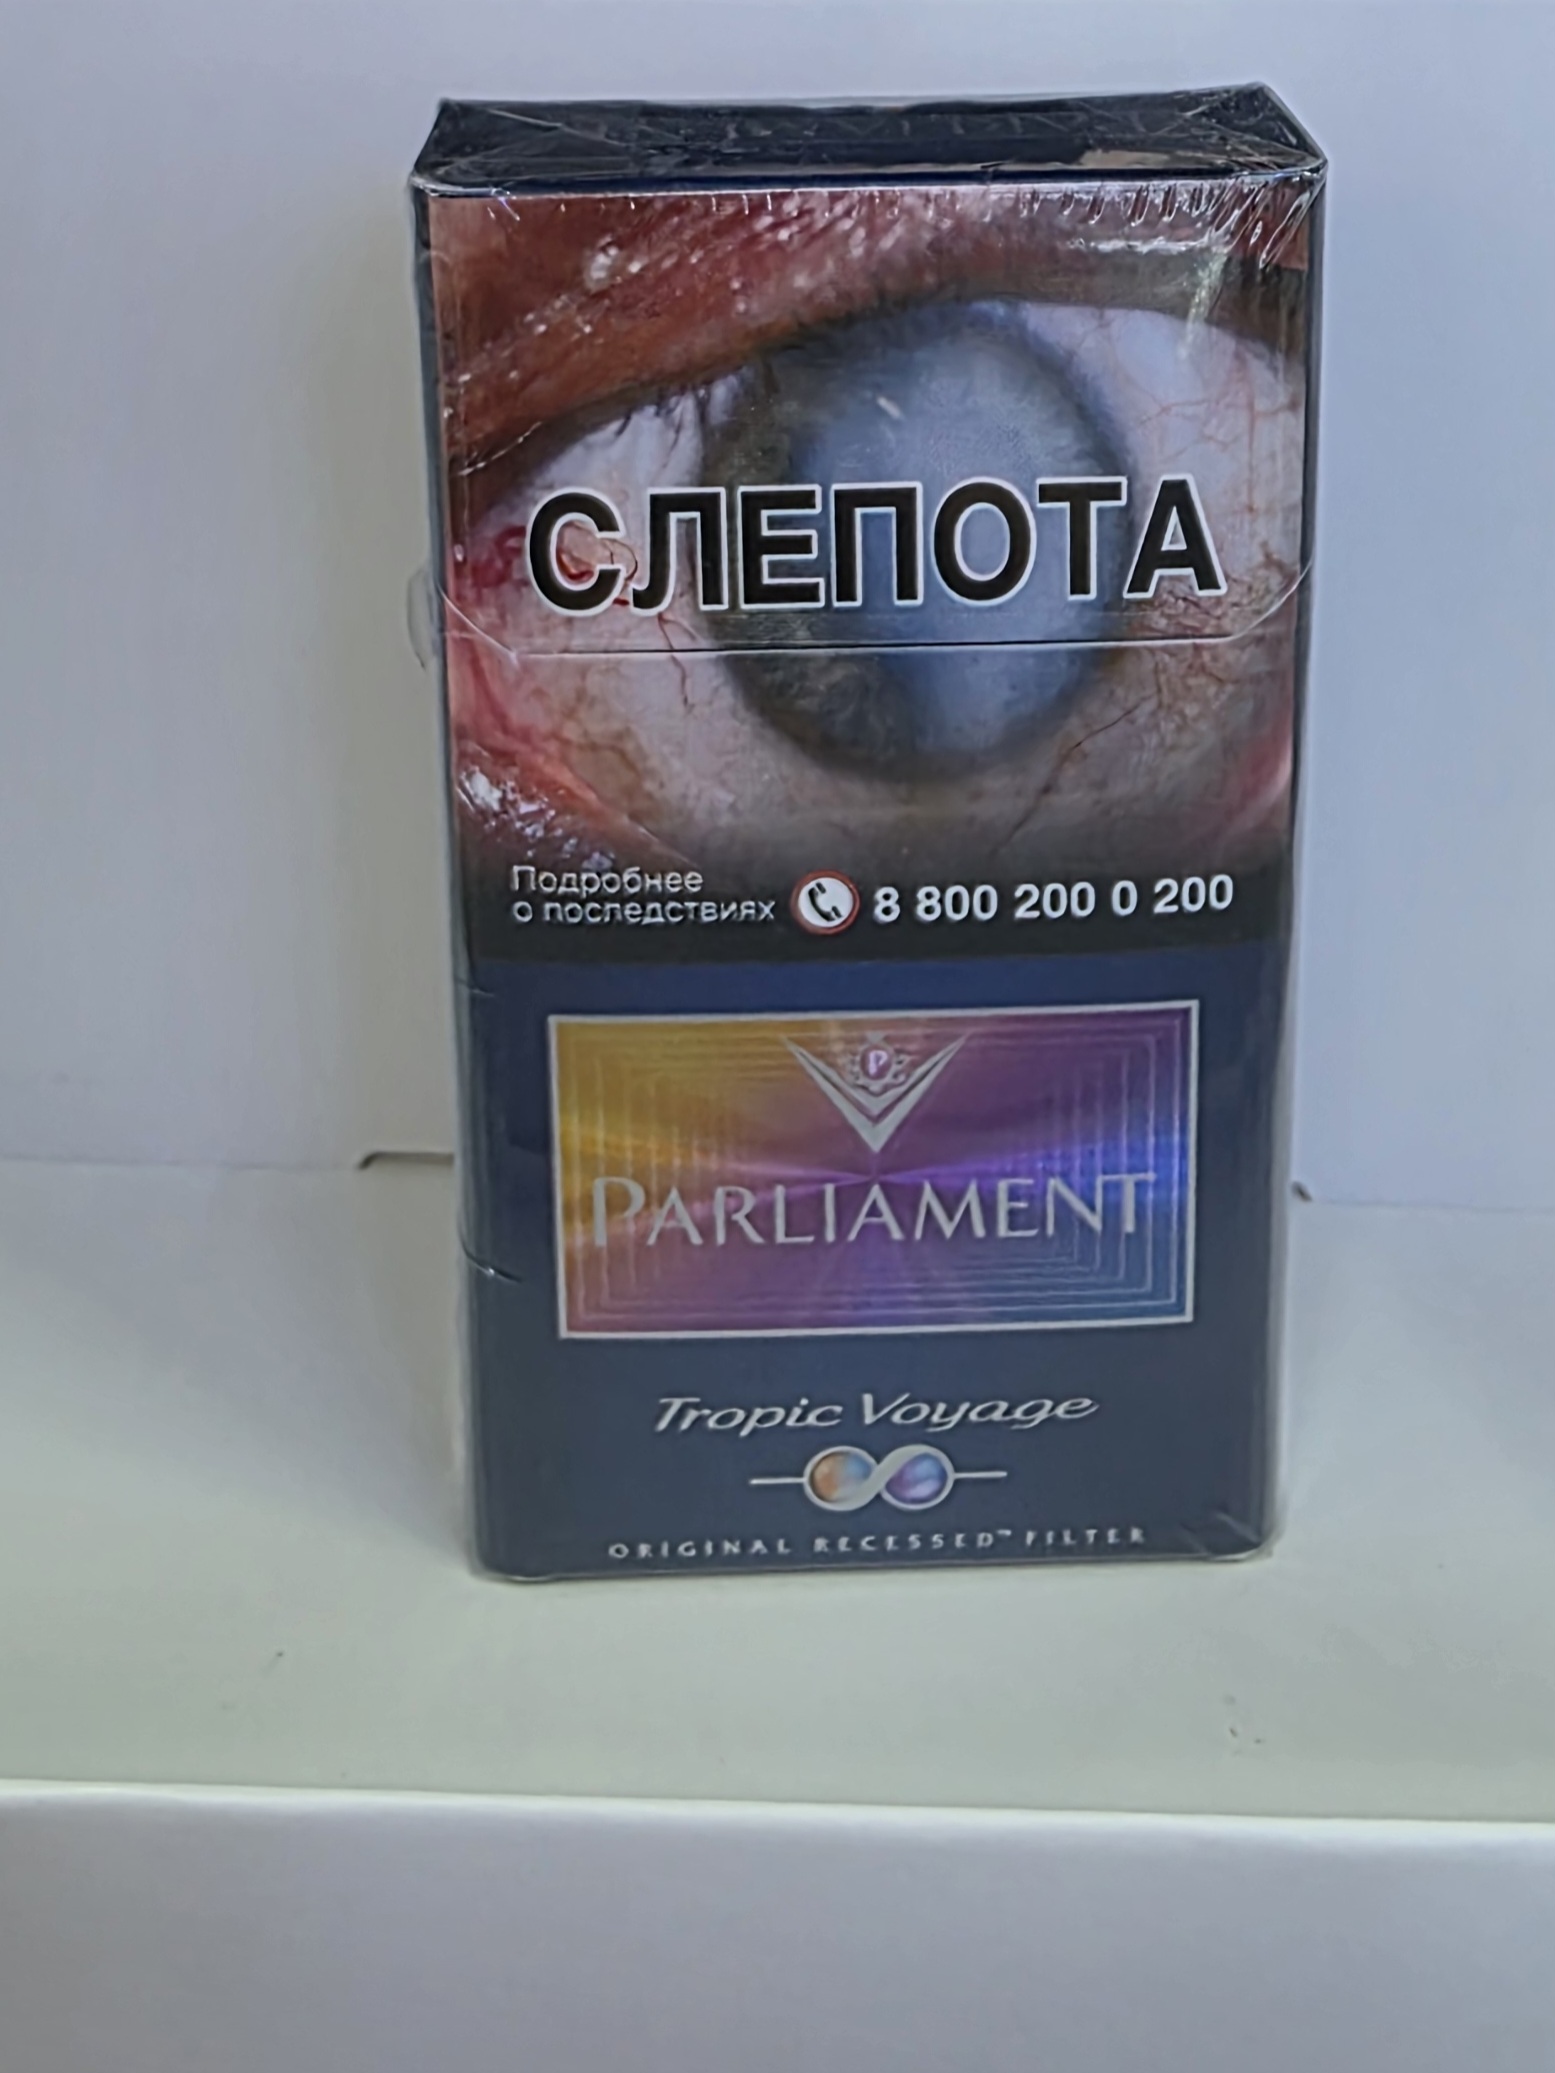 СЛЕПОТА
Подробнее
о последствиях
8 800 200 0 200
P
PARLIAMENT
Tropic Voyage
ORIGINAL RECESSED™ FILTER